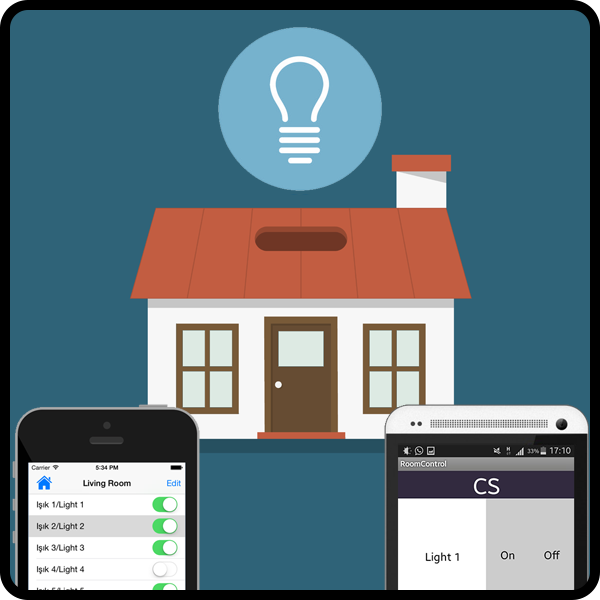 Carrier 5:34 PM
Living Room Edit
Işık 1/Light 1
Işık 2/Light 2
Işık 3/Light 3
Işık 4/Light 4
33% 17:10
RoomControl
CS
Light 1 On Off